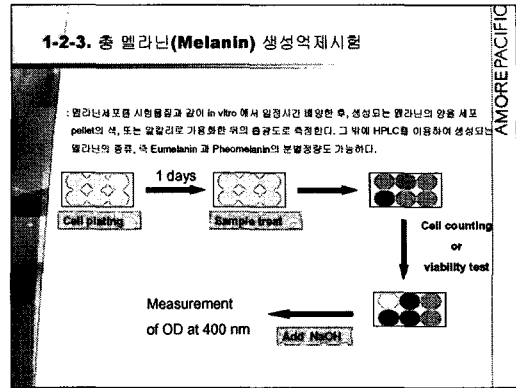 1-2-3. 총 멜라닌(Melanin) 생성억제시험
AMOREPACIFIC
: 멜라닌세포를 시험물질과 같이 in vitro 에서 일정시간 배양한 후, 생성되는 멜라닌의 양을 세포
pellet의 색, 또는 알칼리로 가용화한 뒤의 흡광도로 측정한다. 그 밖에 HPLC를 이용하여 생성되는
멜라닌의 종류, 즉 Eumelanin 과 Pheomelanin의 분별정량도 가능하다.
1 days
Cell plating
Sample treat
Cell counting
or
viability test
Measurement
of OD at 400 nm
Add NaOH